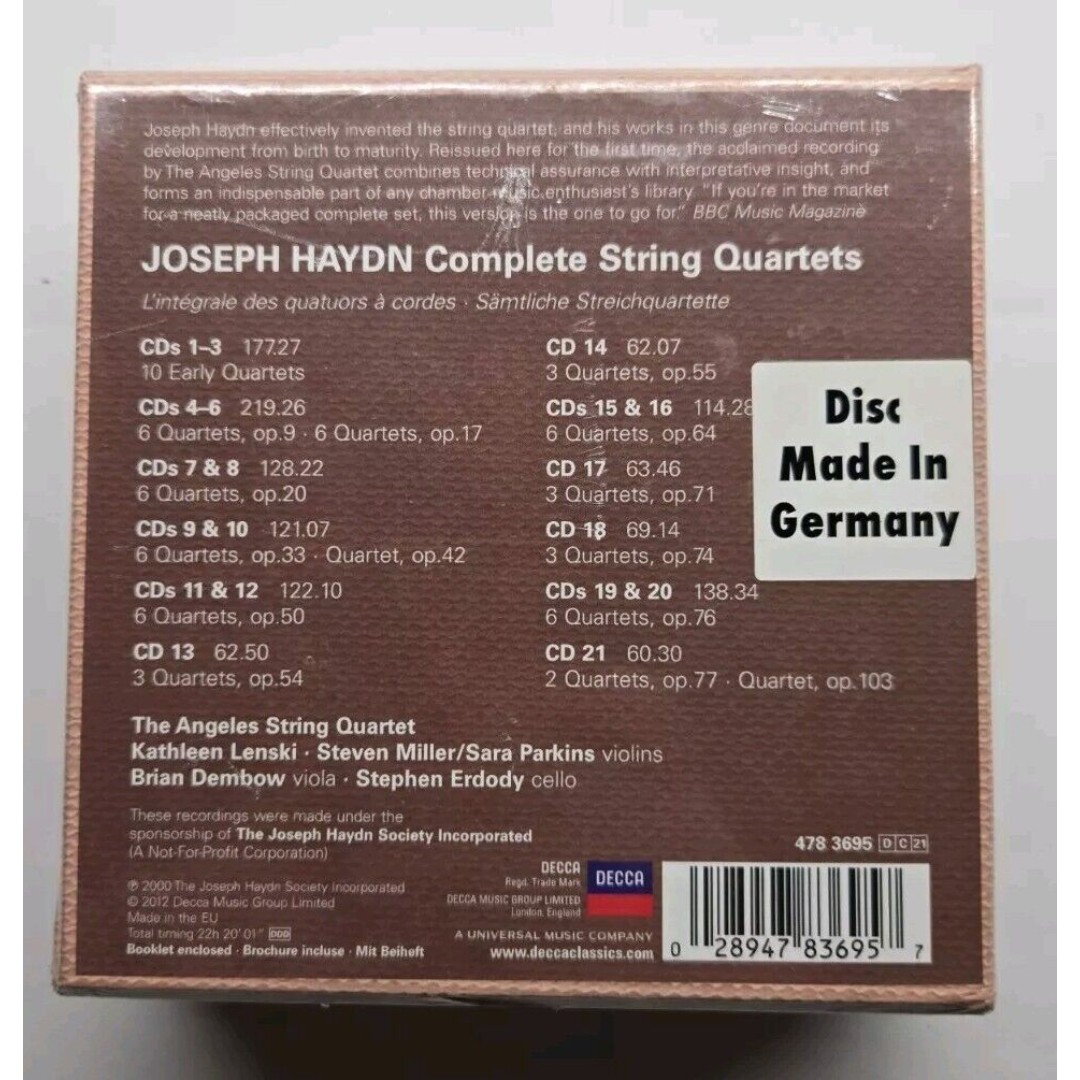 Joseph Haydn effectively invented the string quartet, and his works in this genre document its
development from birth to maturity. Reissued here for the first time, the acclaimed recording
by The Angeles String Quartet combines technical assurance with interpretative insight, and
forms an indispensable part of any chamber music enthusiast's library. "If you're in the market
for a neatly packaged complete set, this version is the one to go for." BBC Music Magazine
JOSEPH HAYDN Complete String Quartets
L'intégrale des quatuors à cordes · Sämtliche Streichquartette
CDs 1–3 177.27
10 Early Quartets
CDs 4–6 219.26
6 Quartets, op.9 · 6 Quartets, op.17
CDs 7 & 8 128.22
6 Quartets, op.20
CDs 9 & 10 121.07
6 Quartets, op.33 · Quartet, op.42
CDs 11 & 12 122.10
6 Quartets, op.50
CD 13 62.50
3 Quartets, op.54
CD 14 62.07
3 Quartets, op.55
CDs 15 & 16 114.28
6 Quartets, op.64
CD 17 63.46
3 Quartets, op.71
CD 18 69.14
3 Quartets, op.74
CDs 19 & 20 138.34
6 Quartets, op.76
CD 21 60.30
2 Quartets, op.77 · Quartet, op.103
Disc
Made In
Germany
The Angeles String Quartet
Kathleen Lenski · Steven Miller/Sara Parkins violins
Brian Dembow viola · Stephen Erdody cello
These recordings were made under the
sponsorship of The Joseph Haydn Society Incorporated
(A Not-For-Profit Corporation)
℗ 2000 The Joseph Haydn Society Incorporated
© 2012 Decca Music Group Limited
Made in the EU
Total timing 22h 20'01" DDD
Booklet enclosed · Brochure incluse · Mit Beiheft
478 3695 DC21
DECCA
Regd. Trade Mark
DECCA MUSIC GROUP LIMITED
London, England
DECCA
A UNIVERSAL MUSIC COMPANY
www.deccaclassics.com
0 28947 83695 7